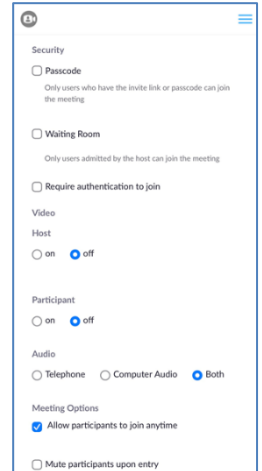 Security
Passcode
Only users who have the invite link or passcode can join
the meeting
Waiting Room
Only users admitted by the host can join the meeting
Require authentication to join
Video
Host
on off
Participant
on off
Audio
Telephone Computer Audio Both
Meeting Options
Allow participants to join anytime
Mute participants upon entry